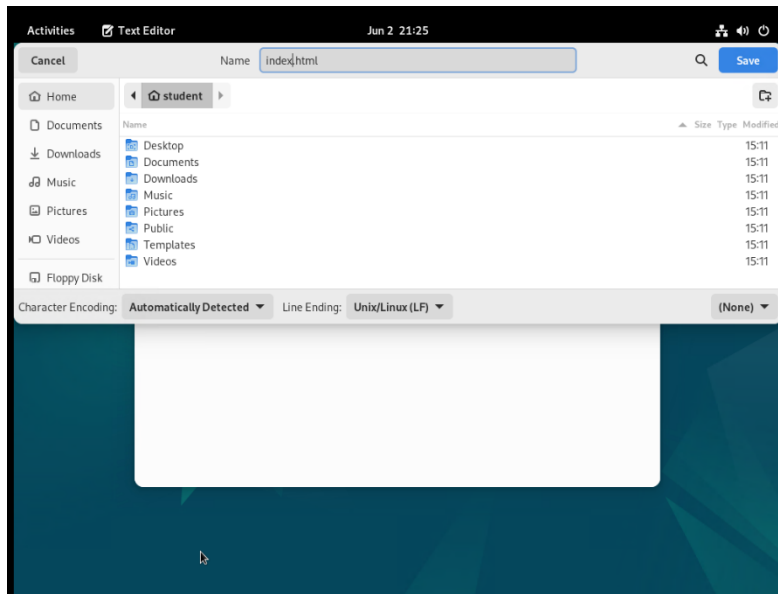 Activities Text Editor Jun 2 21:25
Cancel Name index.html Save
Home student
Documents Name Size Type Modified
Downloads Desktop 15:11
Music Documents 15:11
Pictures Downloads 15:11
Videos Music 15:11
Floppy Disk Pictures 15:11
Public 15:11
Templates 15:11
Videos 15:11
Character Encoding: Automatically Detected Line Ending: Unix/Linux (LF) (None)